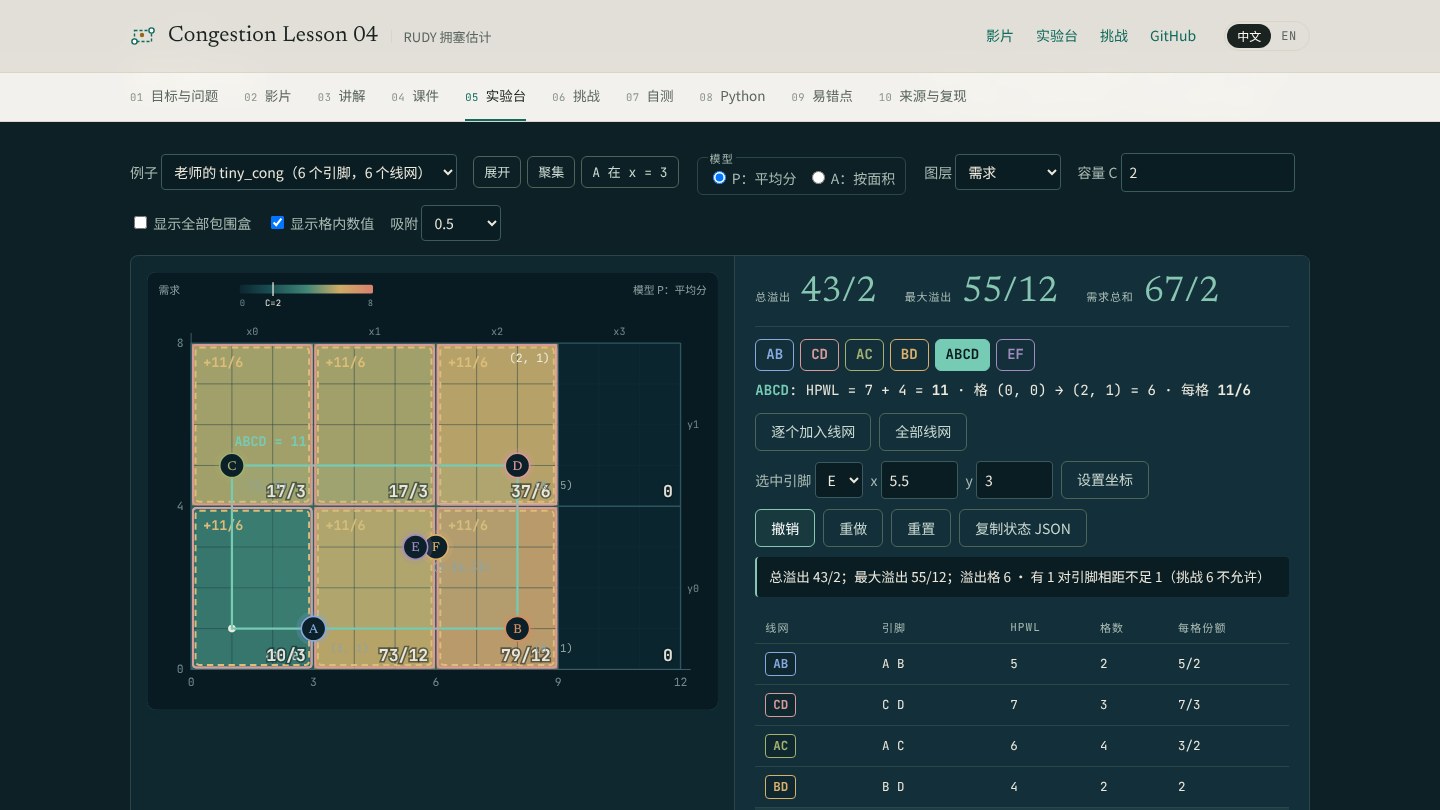 Congestion Lesson 04 RUDY 拥塞估计 影片 实验台 挑战 GitHub 中文 EN
01 目标与问题 02 影片 03 讲解 04 课件 05 实验台 06 挑战 07 自测 08 Python 09 易错点 10 来源与复现
例子 老师的 tiny_cong（6 个引脚，6 个线网） 展开 聚集 A 在 x = 3 模型 P：平均分 A：按面积 图层 需求 容量 C 2
显示全部包围盒 显示格内数值 吸附 0.5
需求 模型 P：平均分
0 C=2 8
x0 x1 x2 x3
8 +11/6 +11/6 +11/6 (2, 1)
y1
ABCD = 11
C D
17/3 17/3 37/6 5) 0
4
+11/6 +11/6 +11/6
E F
y0
A B
10/3 73/12 79/12 1) 0
0
0 3 6 9 12
总溢出 43/2 最大溢出 55/12 需求总和 67/2
AB CD AC BD ABCD EF
ABCD: HPWL = 7 + 4 = 11 · 格 (0, 0) → (2, 1) = 6 · 每格 11/6
逐个加入线网 全部线网
选中引脚 E x 5.5 y 3 设置坐标
撤销 重做 重置 复制状态 JSON
总溢出 43/2；最大溢出 55/12；溢出格 6 · 有 1 对引脚相距不足 1（挑战 6 不允许）
线网 引脚 HPWL 格数 每格份额
AB A B 5 2 5/2
CD C D 7 3 7/3
AC A C 6 4 3/2
BD B D 4 2 2